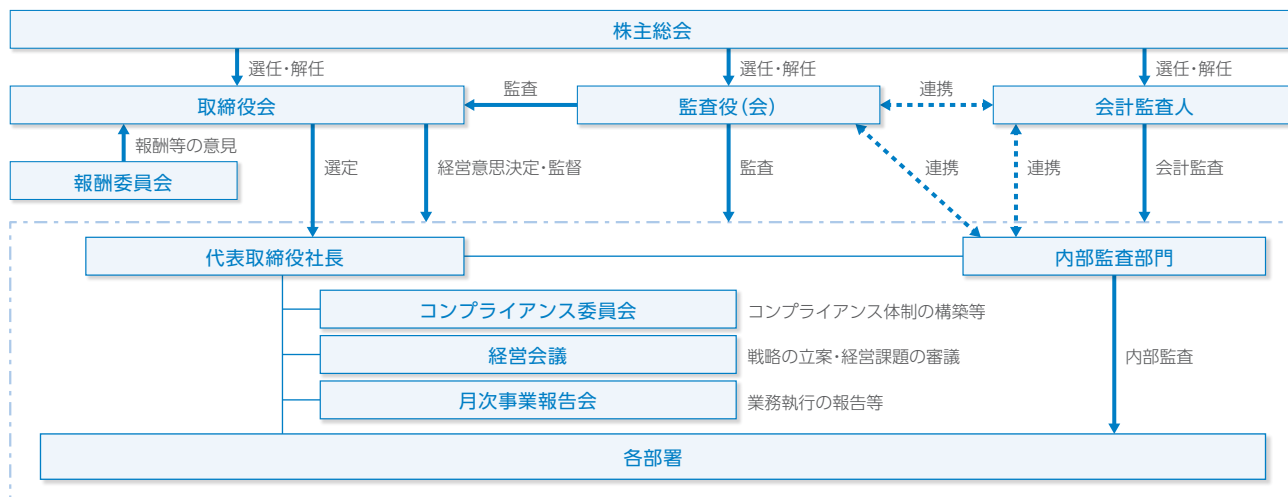 株主総会
選任・解任
選任・解任
選任・解任
取締役会
監査
監査役(会)
連携
会計監査人
報酬等の意見
報酬委員会
選定
経営意思決定・監督
監査
連携
連携
会計監査
代表取締役社長
内部監査部門
コンプライアンス委員会
コンプライアンス体制の構築等
経営会議
戦略の立案・経営課題の審議
内部監査
月次事業報告会
業務執行の報告等
各部署